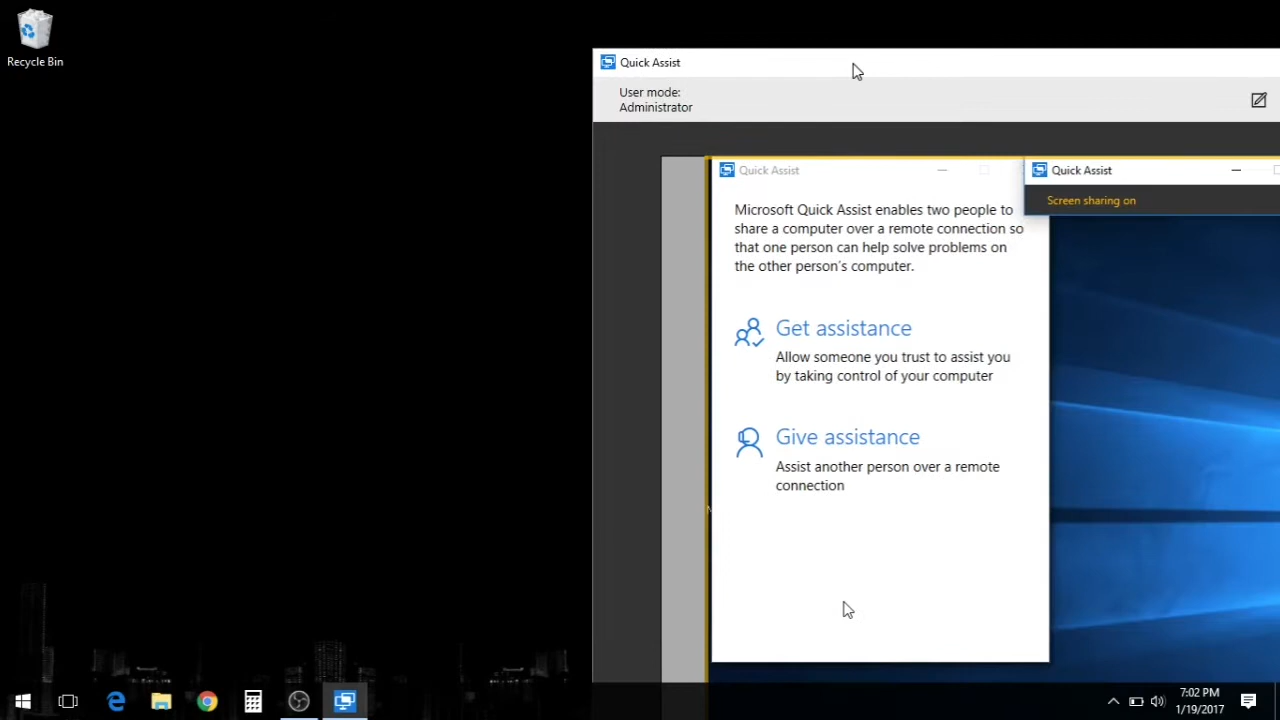 Recycle Bin
Quick Assist
User mode:
Administrator
Quick Assist
Microsoft Quick Assist enables two people to
share a computer over a remote connection so
that one person can help solve problems on
the other person's computer.
Get assistance
Allow someone you trust to assist you
by taking control of your computer
Give assistance
Assist another person over a remote
connection
Quick Assist
Screen sharing on
7:02 PM
1/19/2017